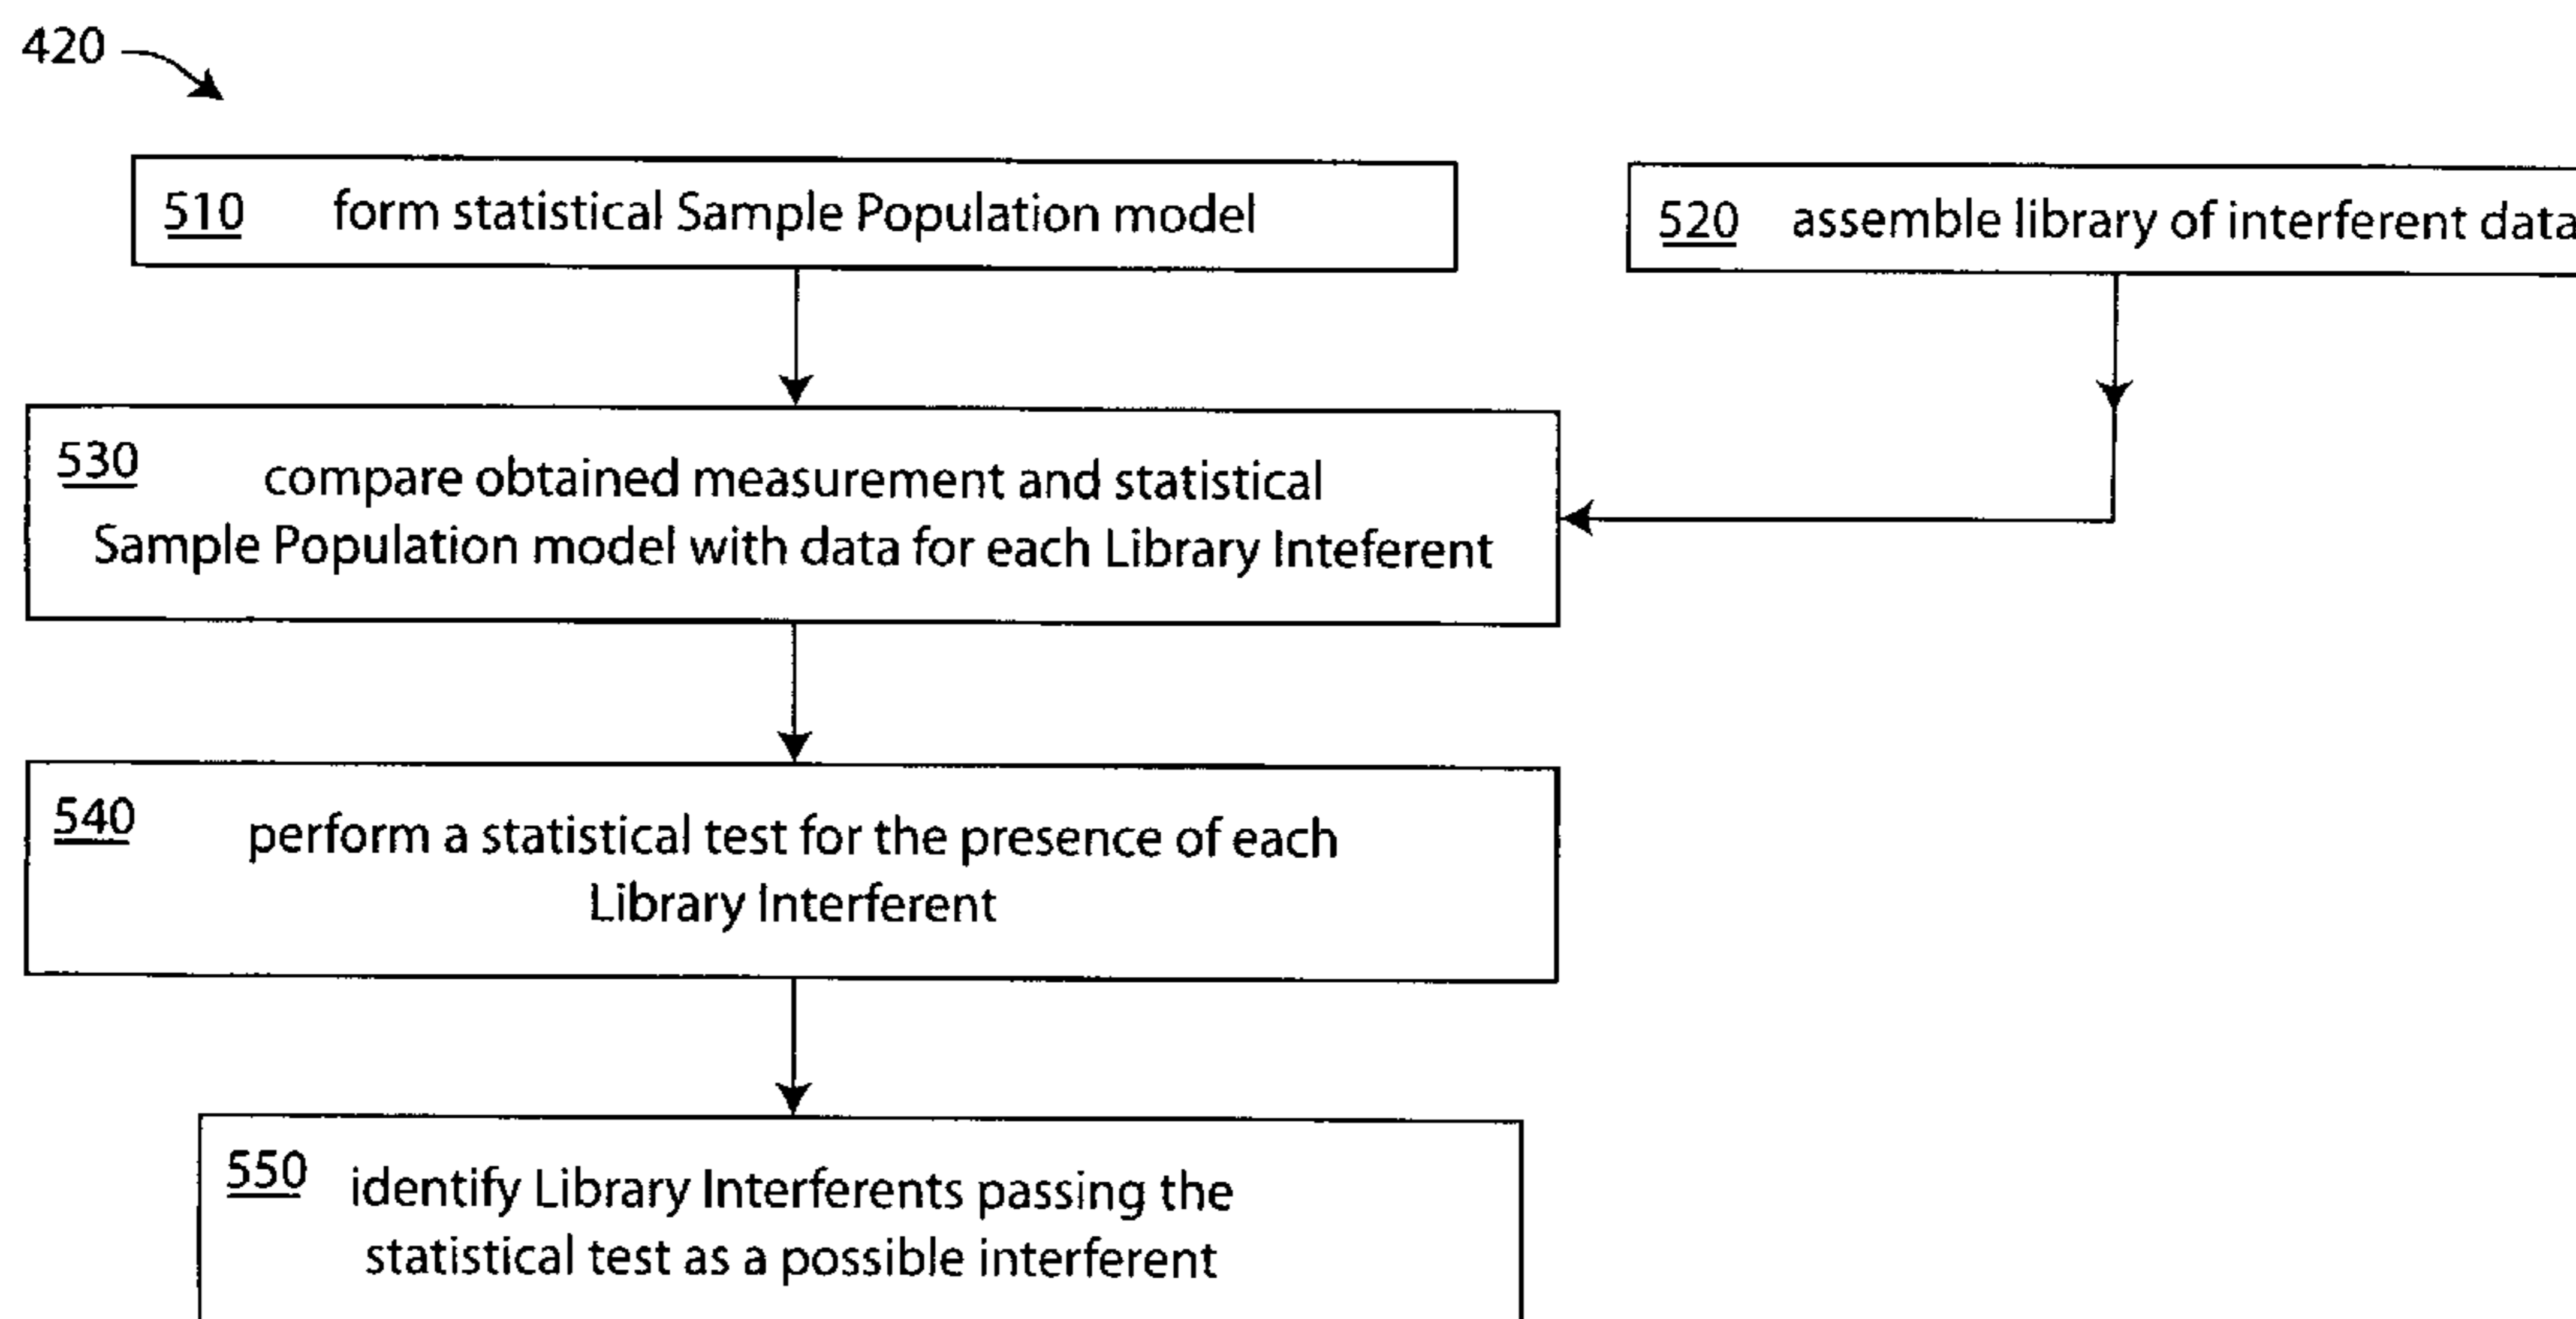 420
510 form statistical Sample Population model
520 assemble library of interferent data
530
compare obtained measurement and statistical
Sample Population model with data for each Library Inteferent
540
perform a statistical test for the presence of each
Library Interferent
550
identify Library Interferents passing the
statistical test as a possible interferent